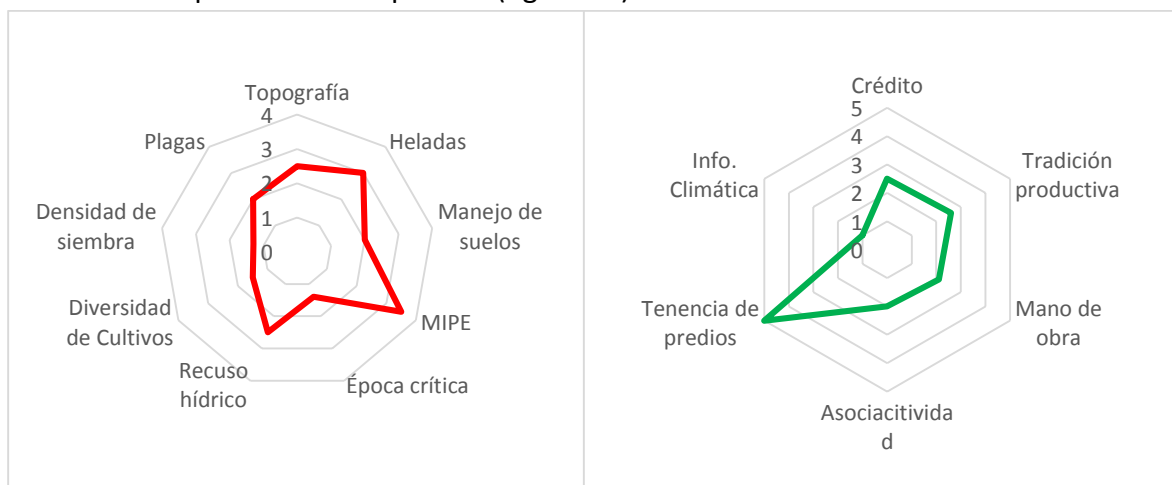 Topografía
4
3
2
1
0
Heladas
Manejo de
suelos
MIPE
Época crítica
Recuso
hídrico
Diversidad
de Cultivos
Densidad de
siembra
Plagas
Crédito
5
4
3
2
1
0
Tradición
productiva
Mano de
obra
Asociacitivida
d
Tenencia de
predios
Info.
Climática